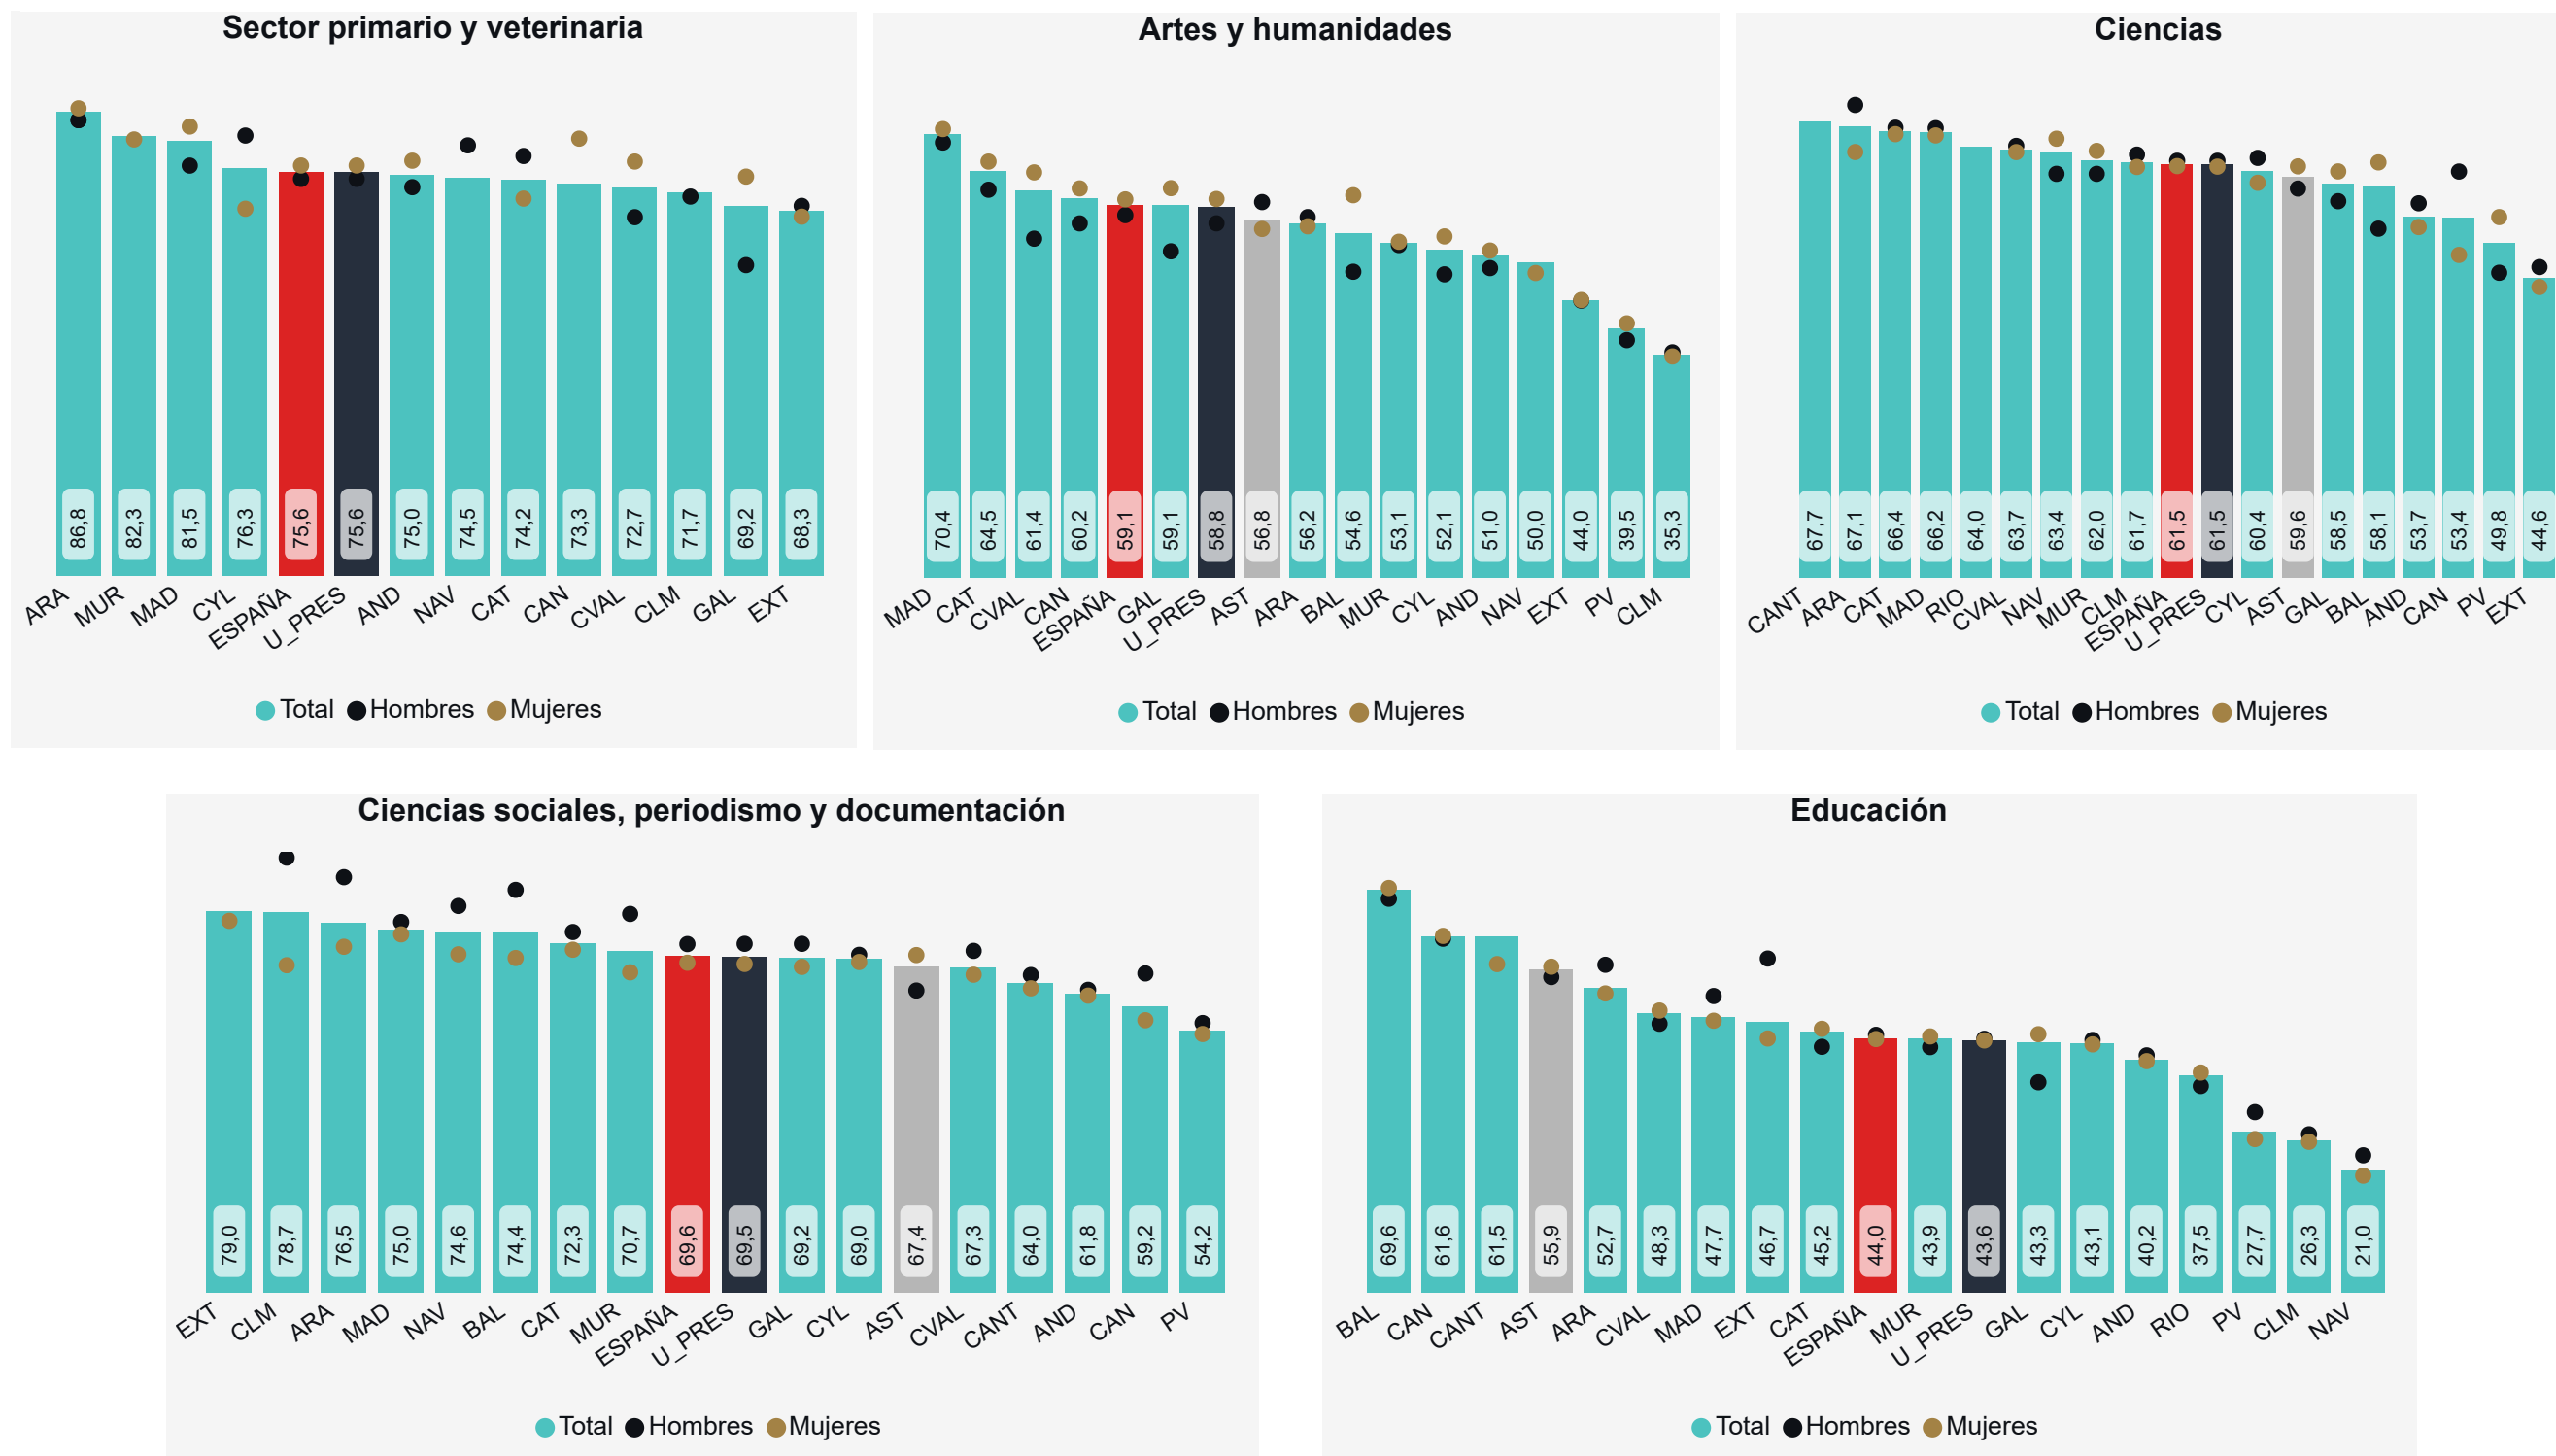 Sector primario y veterinaria
86,8 82,3 81,5 76,3 75,6 75,6 75,0 74,5 74,2 73,3 72,7 71,7 69,2 68,3
ARA MUR MAD CYL ESPAÑA U_PRES AND NAV CAT CAN CVAL CLM GAL EXT
Total Hombres Mujeres
Artes y humanidades
70,4 64,5 61,4 60,2 59,1 59,1 58,8 56,8 56,2 54,6 53,1 52,1 51,0 50,0 44,0 39,5 35,3
MAD CAT CVAL CAN ESPAÑA GAL U_PRES AST ARA BAL MUR CYL AND NAV EXT PV CLM
Total Hombres Mujeres
Ciencias
67,7 67,1 66,4 66,2 64,0 63,7 63,4 62,0 61,7 61,5 61,5 60,4 59,6 58,5 58,1 53,7 53,4 49,8 44,6
CANT ARA CAT MAD RIO CVAL NAV MUR CLM ESPAÑA U_PRES CYL AST GAL BAL AND CAN PV EXT
Total Hombres Mujeres
Ciencias sociales, periodismo y documentación
79,0 78,7 76,5 75,0 74,6 74,4 72,3 70,7 69,6 69,5 69,2 69,0 67,4 67,3 64,0 61,8 59,2 54,2
EXT CLM ARA MAD NAV BAL CAT MUR ESPAÑA U_PRES GAL CYL AST CVAL CANT AND CAN PV
Total Hombres Mujeres
Educación
69,6 61,6 61,5 55,9 52,7 48,3 47,7 46,7 45,2 44,0 43,9 43,6 43,3 43,1 40,2 37,5 27,7 26,3 21,0
BAL CAN CANT AST ARA CVAL MAD EXT CAT ESPAÑA MUR U_PRES GAL CYL AND RIO PV CLM NAV
Total Hombres Mujeres